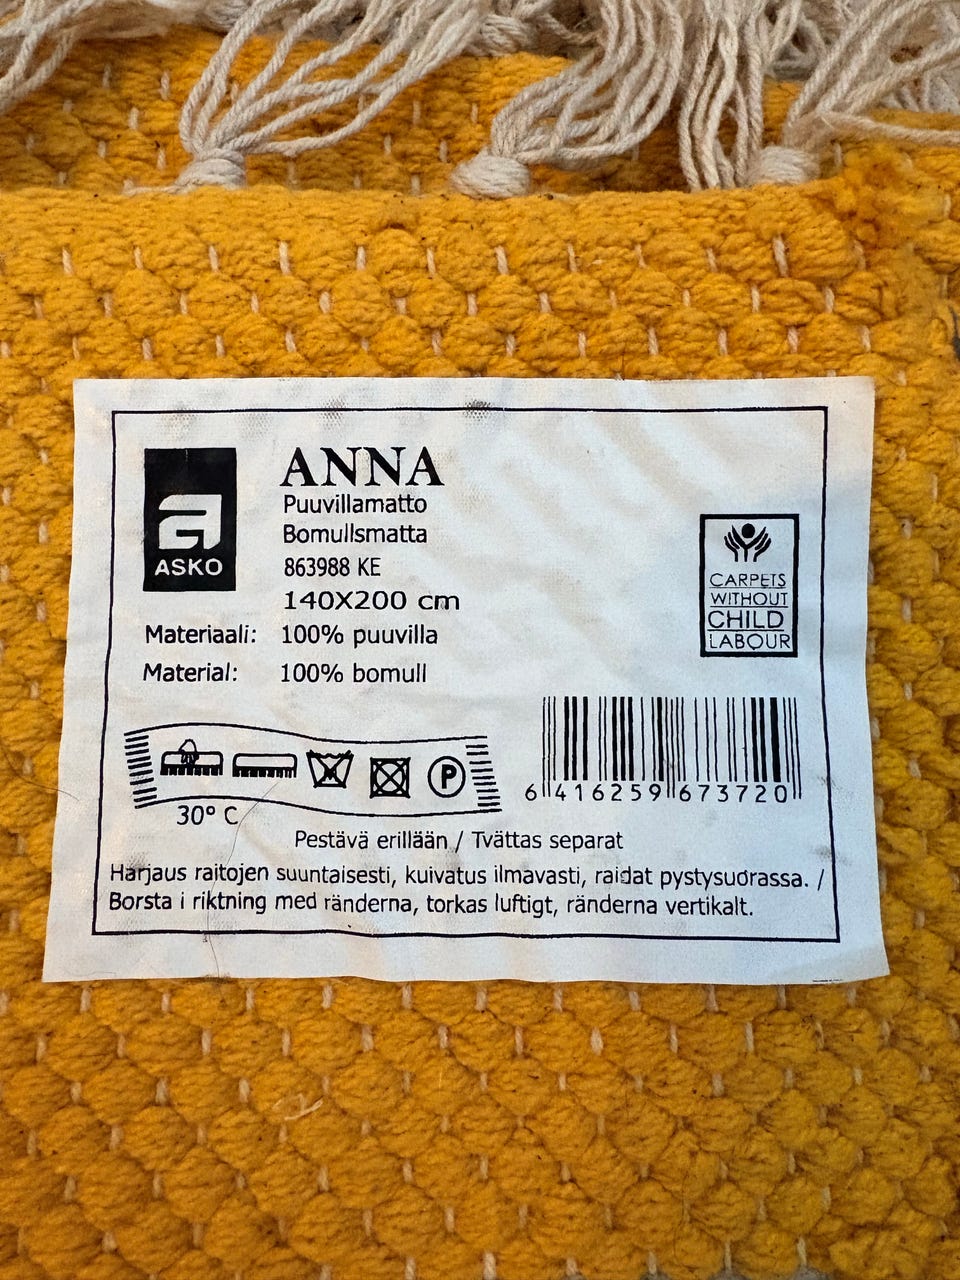 ASKO
ANNA
Puuvillamatto
Bomullsmatta
863988 KE
140X200 cm
Materiaali: 100% puuvilla
Material: 100% bomull
CARPETS
WITHOUT
CHILD
LABOUR
P
30° C
6 416259 673720
Pestävä erillään / Tvättas separat
Harjaus raitojen suuntaisesti, kuivatus ilmavasti, raidat pystysuorassa. /
Borsta i riktning med ränderna, torkas luftigt, ränderna vertikalt.